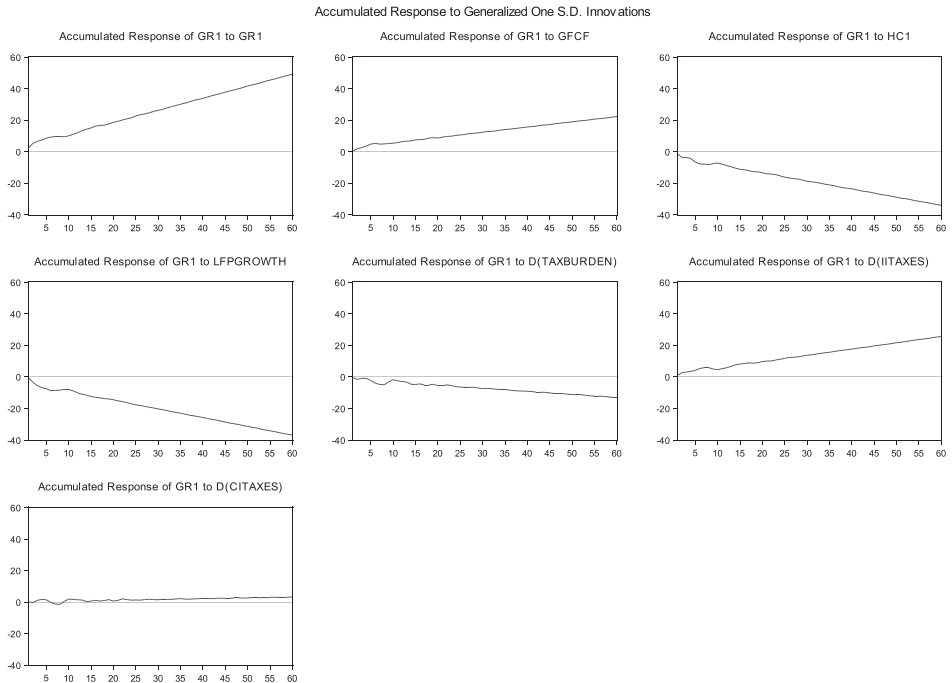 Accumulated Response to Generalized One S.D. Innovations
Accumulated Response of GR1 to GR1
60
40
20
0
-20
-40
5 10 15 20 25 30 35 40 45 50 55 60
Accumulated Response of GR1 to GFCF
60
40
20
0
-20
-40
5 10 15 20 25 30 35 40 45 50 55 60
Accumulated Response of GR1 to HC1
60
40
20
0
-20
-40
5 10 15 20 25 30 35 40 45 50 55 60
Accumulated Response of GR1 to LFPGROWTH
60
40
20
0
-20
-40
5 10 15 20 25 30 35 40 45 50 55 60
Accumulated Response of GR1 to D(TAXBURDEN)
60
40
20
0
-20
-40
5 10 15 20 25 30 35 40 45 50 55 60
Accumulated Response of GR1 to D(IITAXES)
60
40
20
0
-20
-40
5 10 15 20 25 30 35 40 45 50 55 60
Accumulated Response of GR1 to D(CITAXES)
60
40
20
0
-20
-40
5 10 15 20 25 30 35 40 45 50 55 60